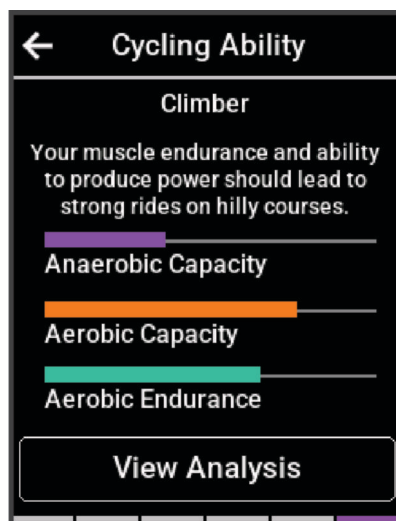 Cycling Ability
Climber
Your muscle endurance and ability
to produce power should lead to
strong rides on hilly courses.
Anaerobic Capacity
Aerobic Capacity
Aerobic Endurance
View Analysis